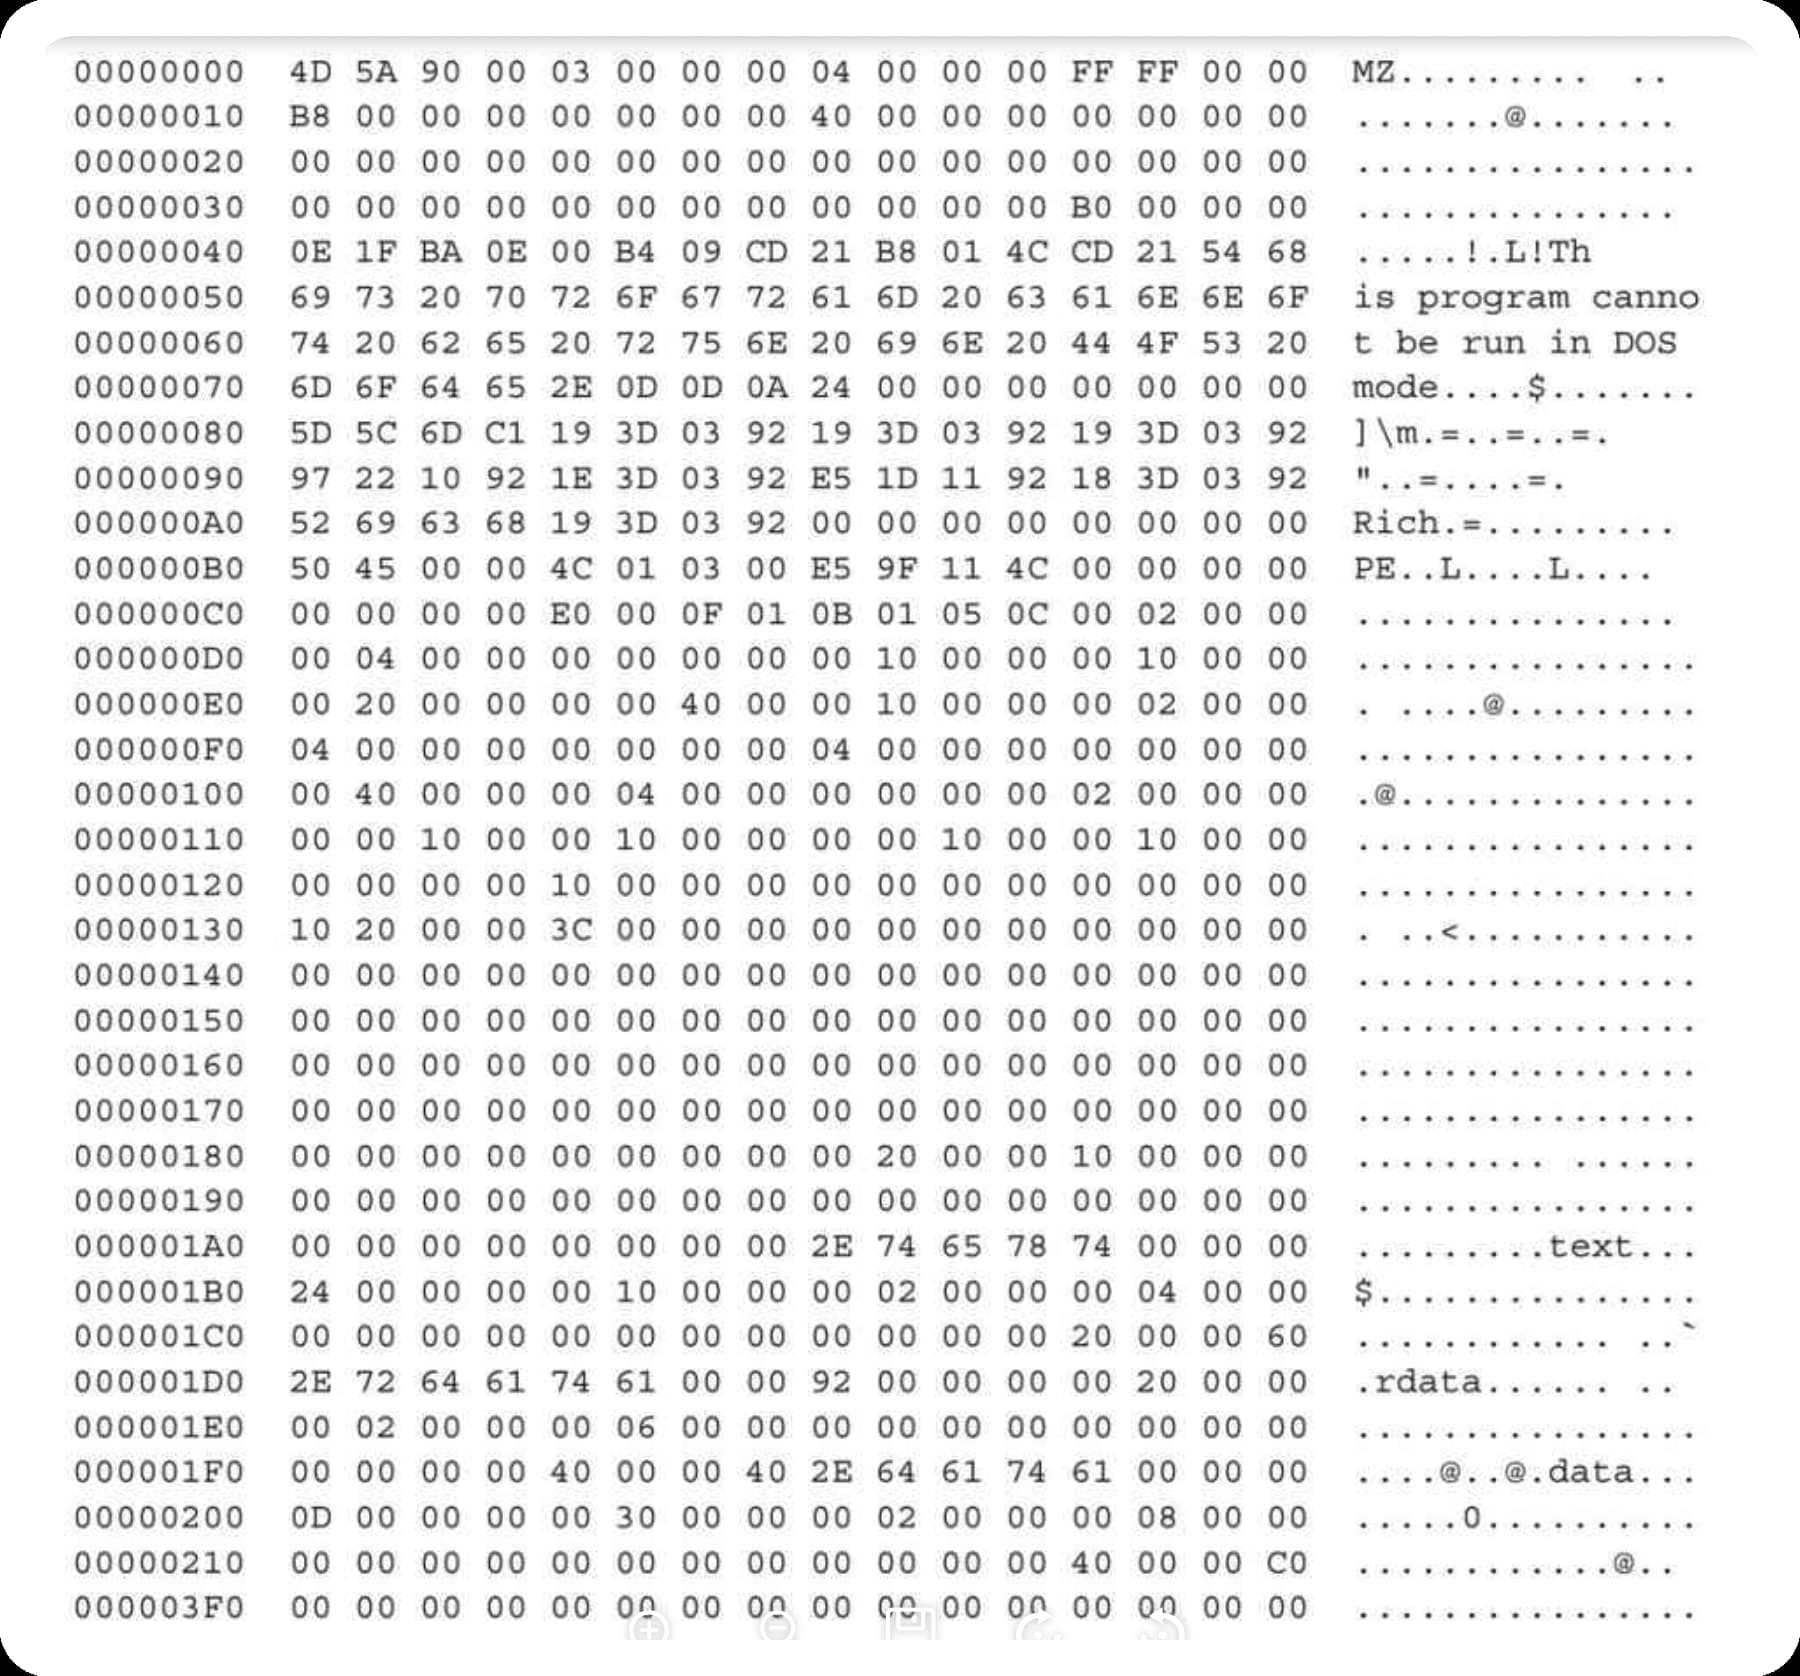 00000000 4D 5A 90 00 03 00 00 00 04 00 00 00 FF FF 00 00 MZ......... ..
00000010 B8 00 00 00 00 00 00 00 40 00 00 00 00 00 00 00 .......@.......
00000020 00 00 00 00 00 00 00 00 00 00 00 00 00 00 00 00 ................
00000030 00 00 00 00 00 00 00 00 00 00 00 00 B0 00 00 00 ...............
00000040 0E 1F BA 0E 00 B4 09 CD 21 B8 01 4C CD 21 54 68 .....!.L!Th
00000050 69 73 20 70 72 6F 67 72 61 6D 20 63 61 6E 6E 6F is program canno
00000060 74 20 62 65 20 72 75 6E 20 69 6E 20 44 4F 53 20 t be run in DOS
00000070 6D 6F 64 65 2E 0D 0D 0A 24 00 00 00 00 00 00 00 mode....$.......
00000080 5D 5C 6D C1 19 3D 03 92 19 3D 03 92 19 3D 03 92 ]\m.=..=..=.
00000090 97 22 10 92 1E 3D 03 92 E5 1D 11 92 18 3D 03 92 "..=....=.
000000A0 52 69 63 68 19 3D 03 92 00 00 00 00 00 00 00 00 Rich.=.........
000000B0 50 45 00 00 4C 01 03 00 E5 9F 11 4C 00 00 00 00 PE..L....L....
000000C0 00 00 00 00 E0 00 0F 01 0B 01 05 0C 00 02 00 00 ...............
000000D0 00 04 00 00 00 00 00 00 00 10 00 00 00 10 00 00 ................
000000E0 00 20 00 00 00 00 40 00 00 10 00 00 00 02 00 00 . ....@.........
000000F0 04 00 00 00 00 00 00 00 04 00 00 00 00 00 00 00 ................
00000100 00 40 00 00 00 04 00 00 00 00 00 00 02 00 00 00 .@..............
00000110 00 00 10 00 00 10 00 00 00 00 10 00 00 10 00 00 ................
00000120 00 00 00 00 10 00 00 00 00 00 00 00 00 00 00 00 ................
00000130 10 20 00 00 3C 00 00 00 00 00 00 00 00 00 00 00 . ..<...........
00000140 00 00 00 00 00 00 00 00 00 00 00 00 00 00 00 00 ................
00000150 00 00 00 00 00 00 00 00 00 00 00 00 00 00 00 00 ................
00000160 00 00 00 00 00 00 00 00 00 00 00 00 00 00 00 00 ................
00000170 00 00 00 00 00 00 00 00 00 00 00 00 00 00 00 00 ................
00000180 00 00 00 00 00 00 00 00 00 20 00 00 10 00 00 00 ......... ......
00000190 00 00 00 00 00 00 00 00 00 00 00 00 00 00 00 00 ................
000001A0 00 00 00 00 00 00 00 00 2E 74 65 78 74 00 00 00 .........text...
000001B0 24 00 00 00 00 10 00 00 00 02 00 00 00 04 00 00 $...............
000001C0 00 00 00 00 00 00 00 00 00 00 00 00 20 00 00 60 ............ ..`
000001D0 2E 72 64 61 74 61 00 00 92 00 00 00 00 20 00 00 .rdata...... ..
000001E0 00 02 00 00 00 06 00 00 00 00 00 00 00 00 00 00 ................
000001F0 00 00 00 00 40 00 00 40 2E 64 61 74 61 00 00 00 ....@..@.data...
00000200 0D 00 00 00 00 30 00 00 00 02 00 00 00 08 00 00 .....0..........
00000210 00 00 00 00 00 00 00 00 00 00 00 00 40 00 00 C0 ............@..
000003F0 00 00 00 00 00 00 00 00 00 00 00 00 00 00 00 00 ................